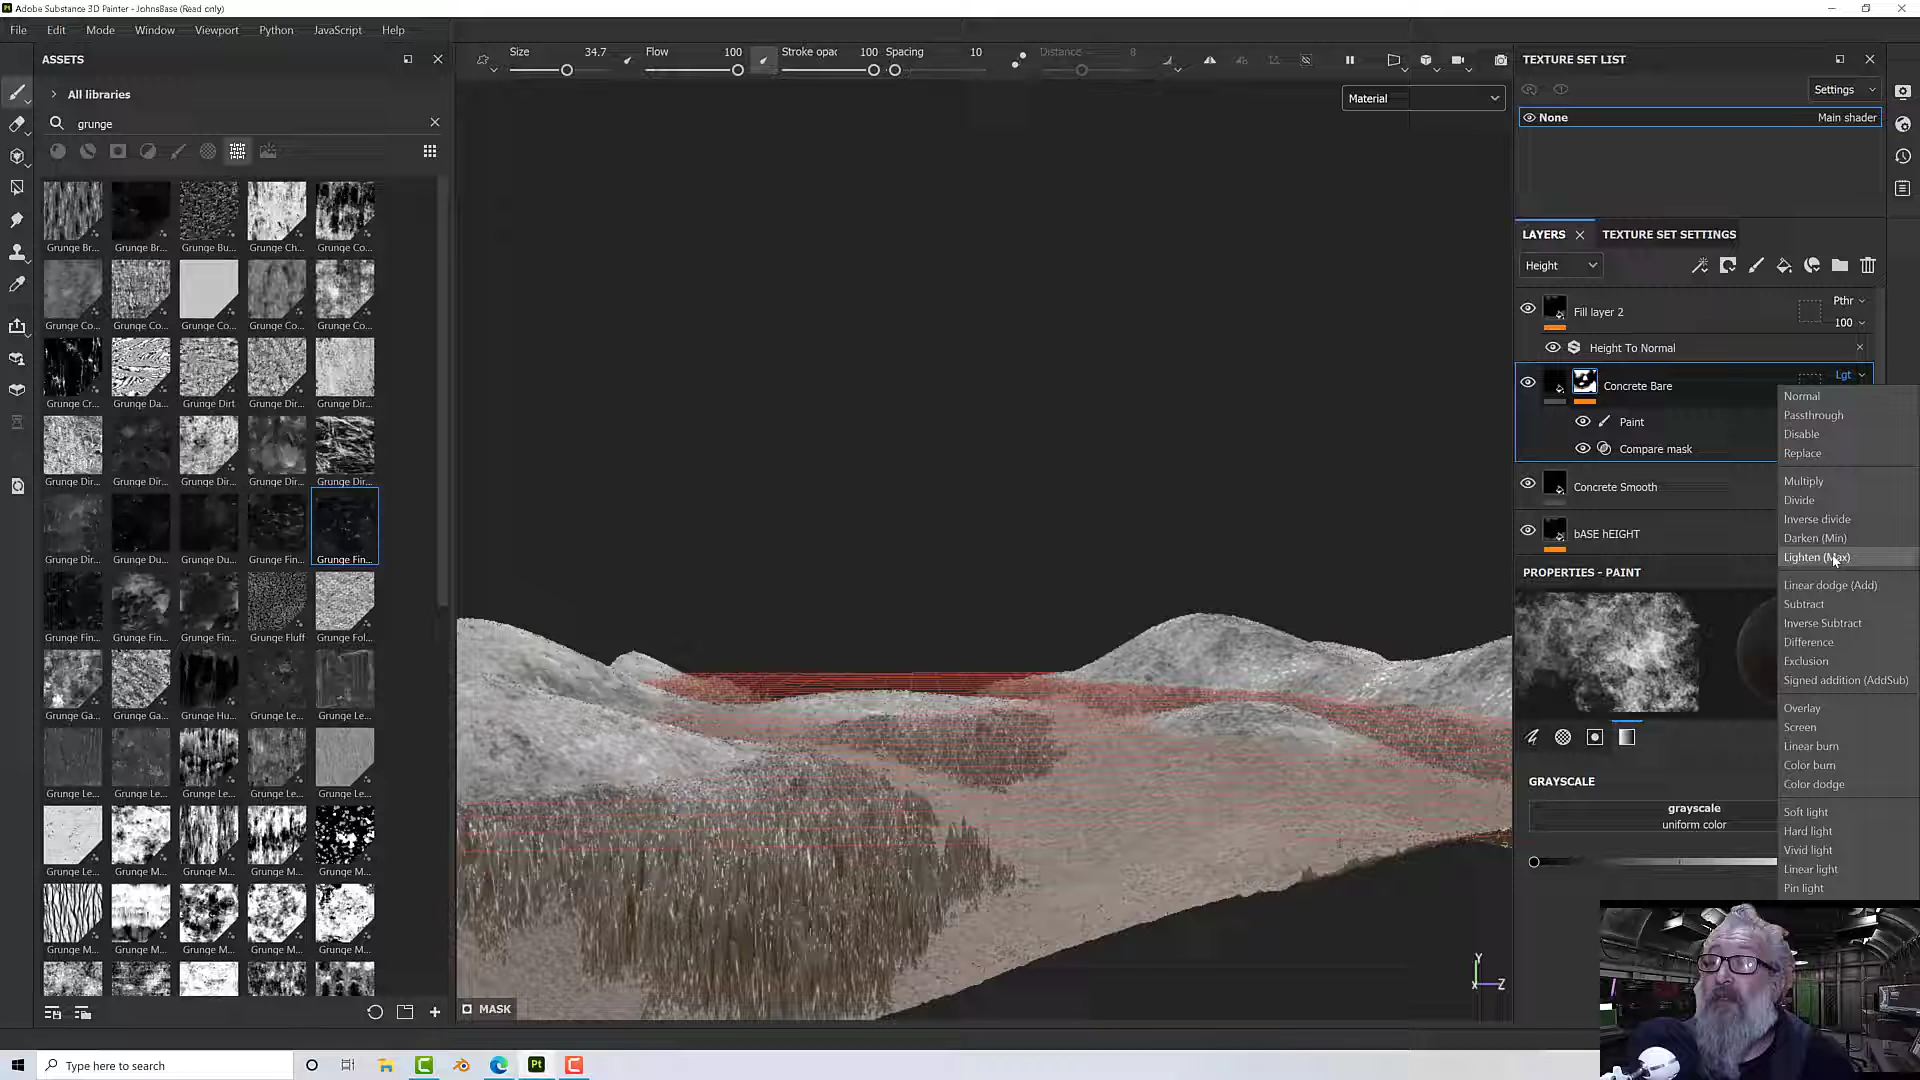 Adobe Substance 3D Painter - JohnsBase (Read only)
File Edit Mode Window Viewport Python JavaScript Help
ASSETS
All libraries
grunge
Grunge Br... Grunge Br... Grunge Bu... Grunge Ch... Grunge Co...
Grunge Co... Grunge Co... Grunge Co... Grunge Co... Grunge Co...
Grunge Cr... Grunge Da... Grunge Dirt Grunge Dir... Grunge Dir...
Grunge Dir... Grunge Dir... Grunge Dir... Grunge Dir... Grunge Dir...
Grunge Dir... Grunge Du... Grunge Du... Grunge Fin... Grunge Fin...
Grunge Fin... Grunge Fin... Grunge Fin... Grunge Fluff Grunge Fol...
Grunge Ga... Grunge Ga... Grunge Hu... Grunge Le... Grunge Le...
Grunge Le... Grunge Le... Grunge Le... Grunge Le... Grunge Le...
Grunge Le... Grunge M... Grunge M... Grunge M... Grunge M...
Grunge M... Grunge M... Grunge M... Grunge M... Grunge M...
Size 34.7 Flow 100 Stroke opac 100 Spacing 10 Distance 8
Material
MASK
Y
Z
TEXTURE SET LIST
Settings
None Main shader
LAYERS TEXTURE SET SETTINGS
Height
Fill layer 2 Pthr
100
Height To Normal
Concrete Bare Lgt
Paint
Compare mask
Concrete Smooth
bASE hEIGHT
PROPERTIES - PAINT
GRAYSCALE
grayscale
uniform color
Normal
Passthrough
Disable
Replace
Multiply
Divide
Inverse divide
Darken (Min)
Lighten (Max)
Linear dodge (Add)
Subtract
Inverse Subtract
Difference
Exclusion
Signed addition (AddSub)
Overlay
Screen
Linear burn
Color burn
Color dodge
Soft light
Hard light
Vivid light
Linear light
Pin light
Type here to search
Pt